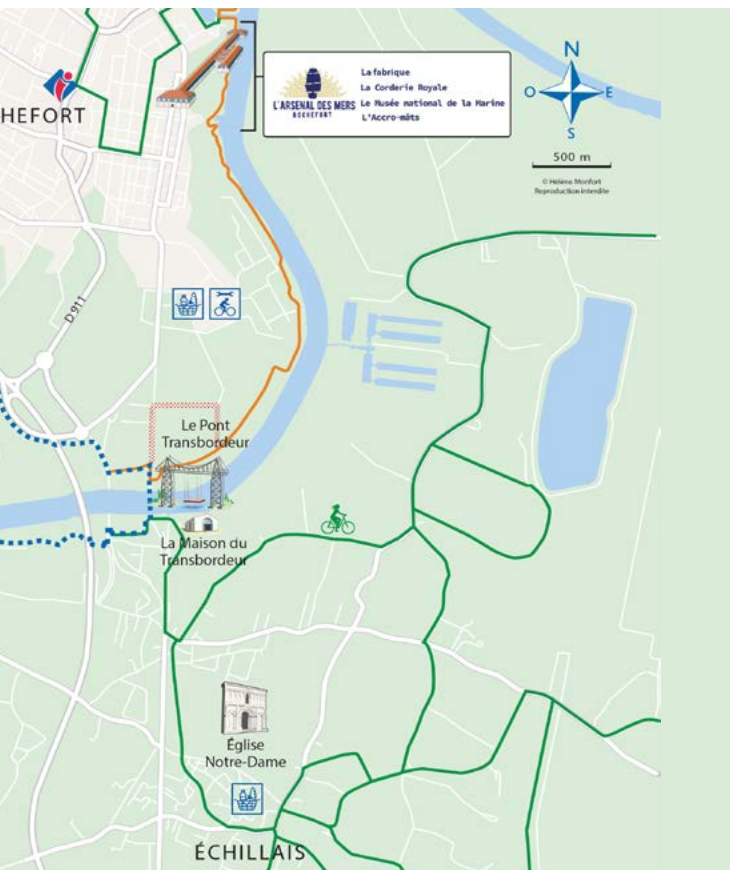 HEFORT
L'ARSENAL DES MERS
ROCHEFORT
La fabrique
La Corderie Royale
Le Musée national de la Marine
L'Accro-mâts
N
O
E
S
500 m
© Hélène Monfort
Reproduction interdite
D 911
Le Pont
Transbordeur
La Maison du
Transbordeur
Église
Notre-Dame
ÉCHILLAIS